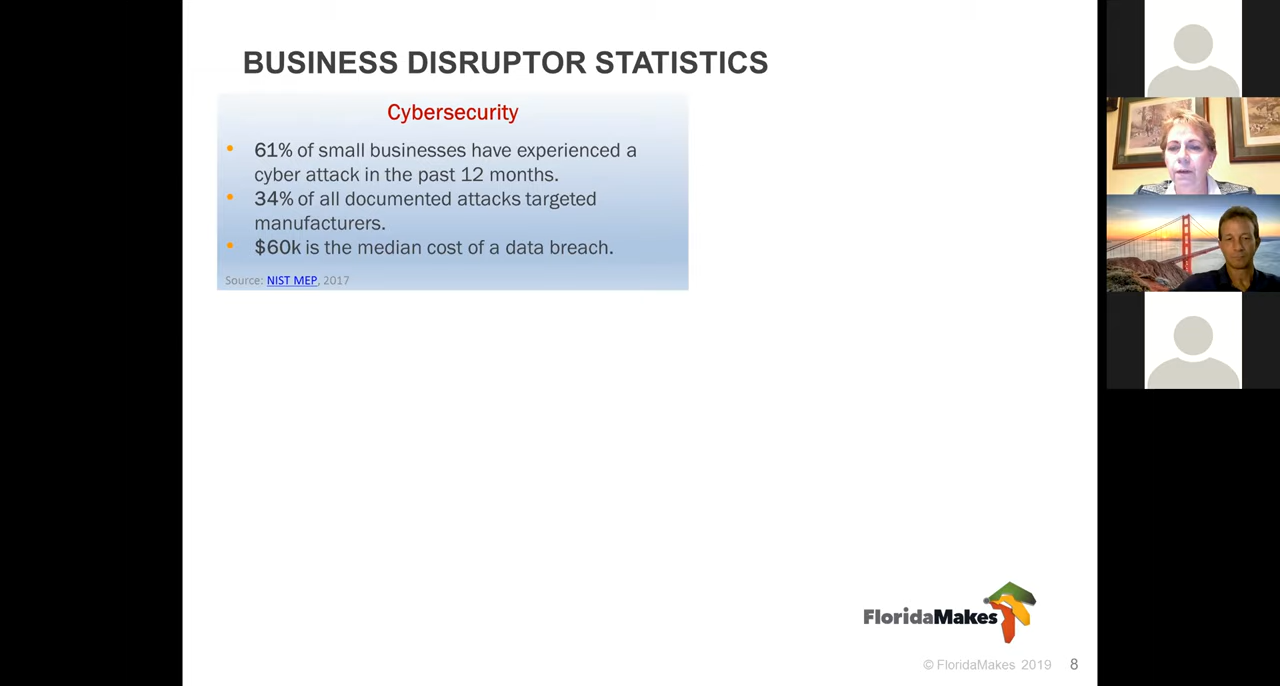 BUSINESS DISRUPTOR STATISTICS
Cybersecurity
• 61% of small businesses have experienced a
cyber attack in the past 12 months.
• 34% of all documented attacks targeted
manufacturers.
• $60k is the median cost of a data breach.
Source: NIST MEP, 2017
FloridaMakes
© FloridaMakes 2019 8